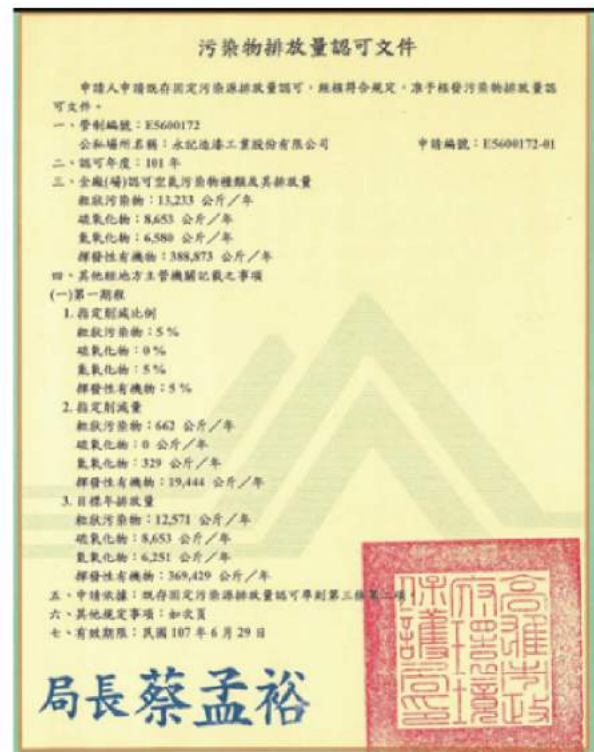 污染物排放量認可文件
申請人申請既存固定污染源排放量認可，經核符合規定，准予核發污染物排放量認
可文件。
一、管制編號：E5600172
公私場所名稱：永記造漆工業股份有限公司 申請編號：E5600172-01
二、認可年度：101 年
三、全廠(場)認可空氣污染物種類及其排放量
粒狀污染物：13,233 公斤／年
硫氧化物：8,653 公斤／年
氮氧化物：6,580 公斤／年
揮發性有機物：388,873 公斤／年
四、其他經地方主管機關記載之事項
(一)第一期程
1. 指定削減比例
粒狀污染物：5 %
硫氧化物：0 %
氮氧化物：5 %
揮發性有機物：5 %
2. 指定削減量
粒狀污染物：662 公斤／年
硫氧化物：0 公斤／年
氮氧化物：329 公斤／年
揮發性有機物：19,444 公斤／年
3. 目標年排放量
粒狀污染物：12,571 公斤／年
硫氧化物：8,653 公斤／年
氮氧化物：6,251 公斤／年
揮發性有機物：369,429 公斤／年
五、申請依據：既存固定污染源排放量認可準則第三條第二項。
六、其他規定事項：如次頁
七、有效期限：民國 107 年 6 月 29 日
局長蔡孟裕
高雄市政
府環境
保護局印